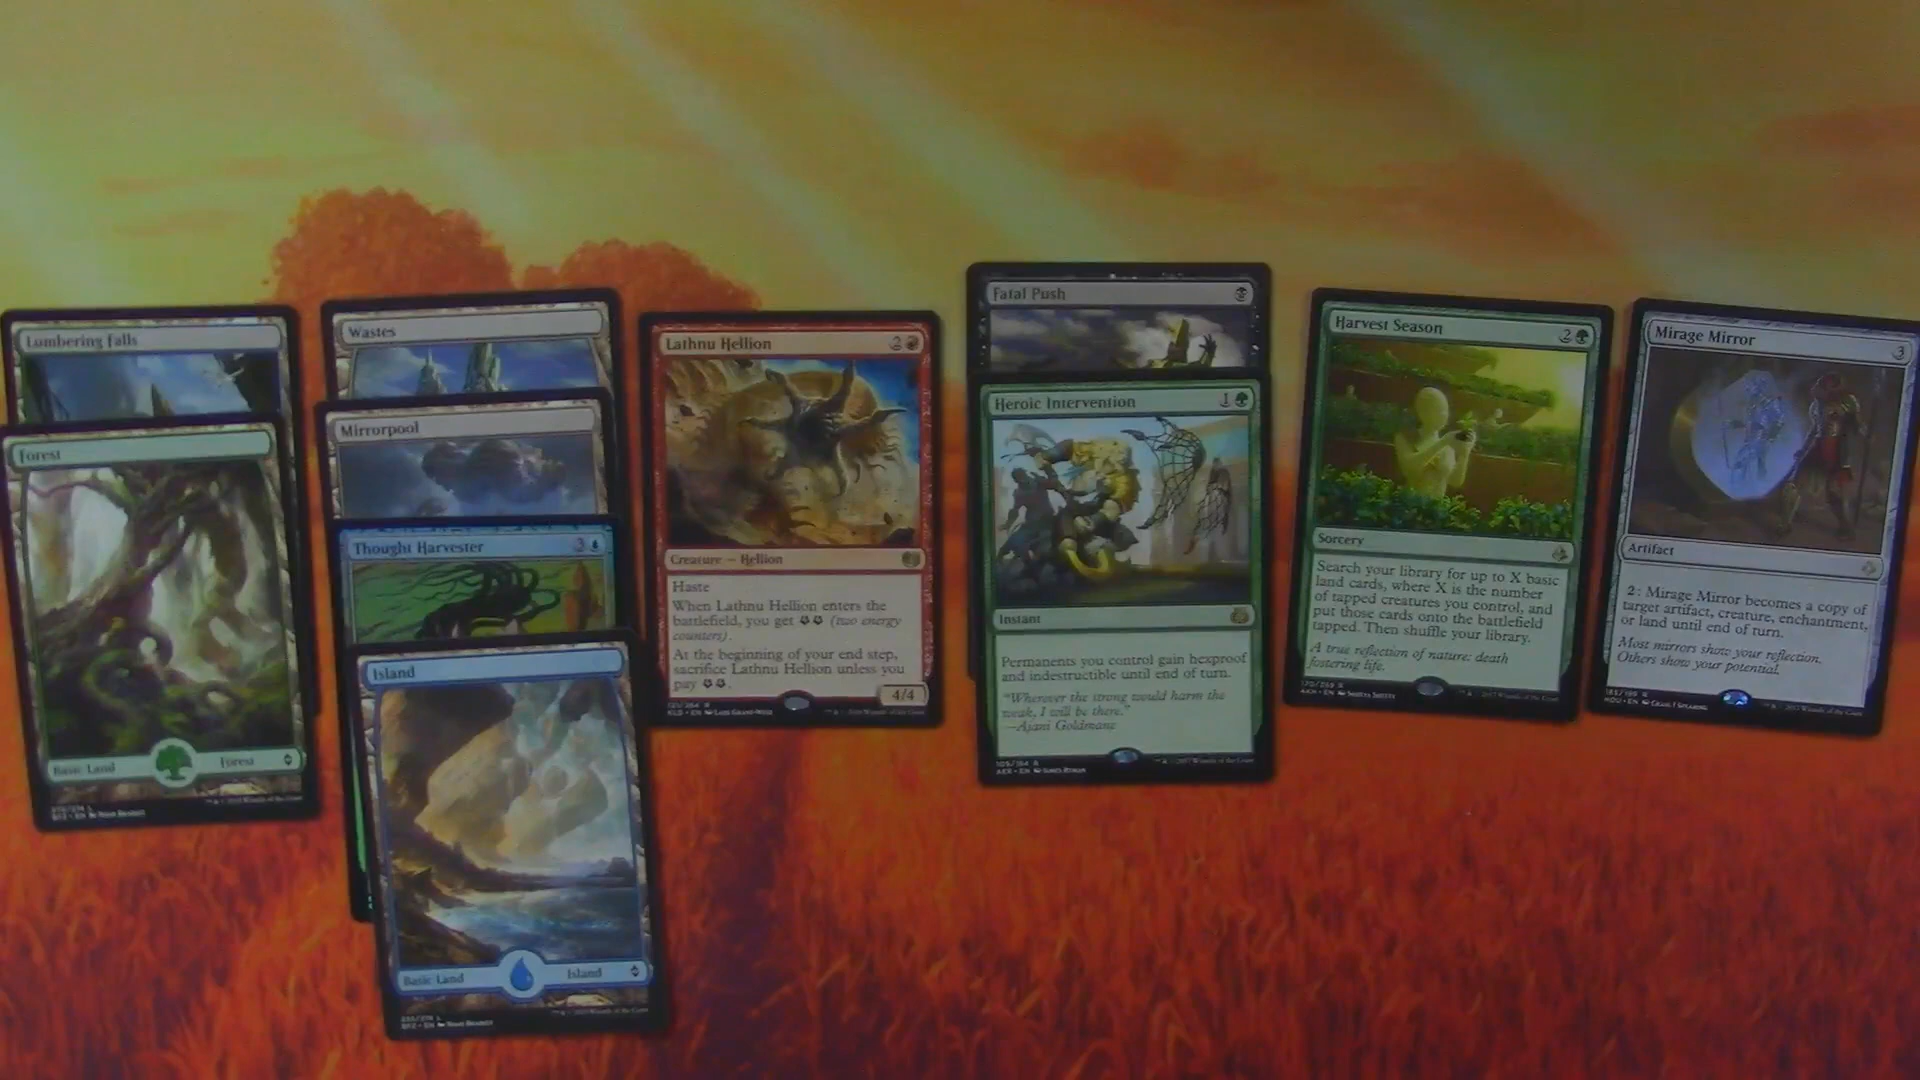 Lumbering Falls
Forest
Basic Land
Forest
Wastes
Mirrorpool
Thought Harvester
3
Island
Basic Land
Island
Lathnu Hellion
2
Creature — Hellion
Haste
When Lathnu Hellion enters the
battlefield, you get (two energy
counters).
At the beginning of your end step,
sacrifice Lathnu Hellion unless you
pay
4/4
Fatal Push
Heroic Intervention
1
Instant
Permanents you control gain hexproof
and indestructible until end of turn.
"Wherever the strong would harm the
weak, I will be there."
—Ajani Goldmane
Harvest Season
2
Sorcery
Search your library for up to X basic
land cards, where X is the number
of tapped creatures you control, and
put those cards onto the battlefield
tapped. Then shuffle your library.
A true reflection of nature: death
fostering life.
Mirage Mirror
3
Artifact
2: Mirage Mirror becomes a copy of
target artifact, creature, enchantment,
or land until end of turn.
Most mirrors show your reflection.
Others show your potential.